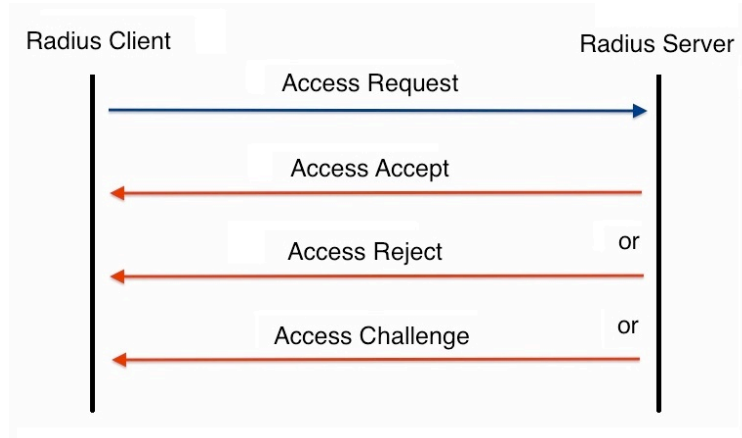 Radius Client
Radius Server
Access Request
Access Accept
or
Access Reject
or
Access Challenge